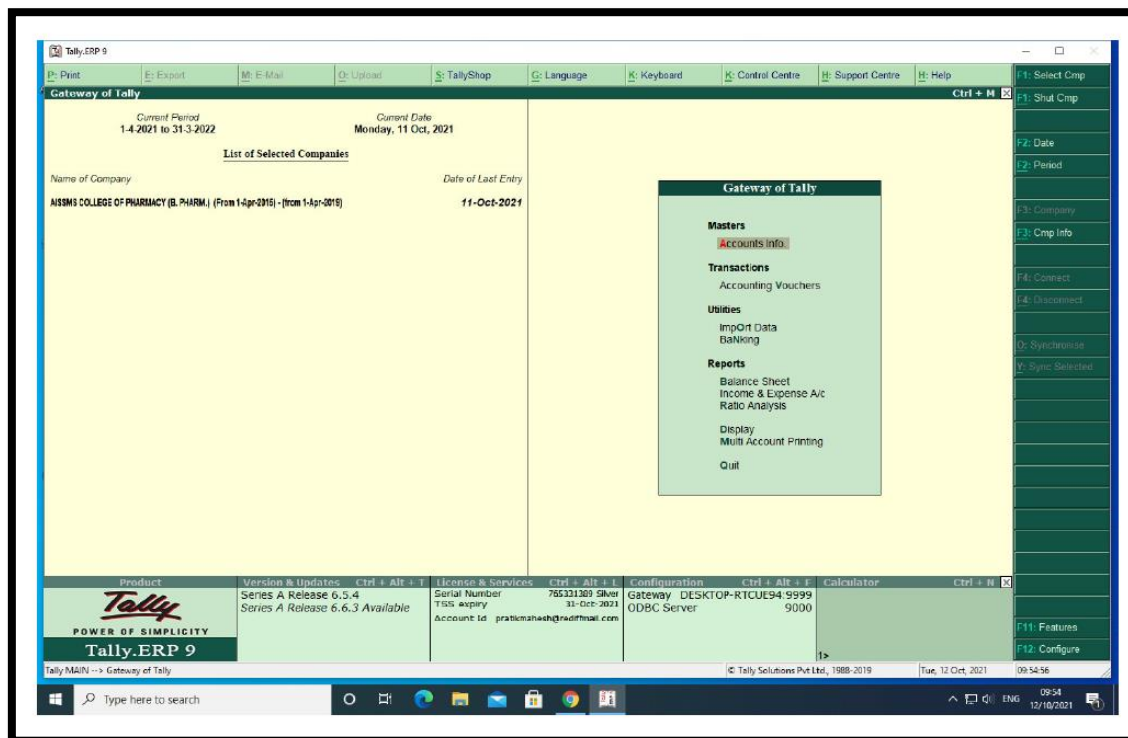 Tally.ERP 9
P: Print E: Export M: E-Mail O: Upload S: TallyShop G: Language K: Keyboard K: Control Centre H: Support Centre H: Help
Gateway of Tally Ctrl + M
Current Period Current Date
1-4-2021 to 31-3-2022 Monday, 11 Oct, 2021
List of Selected Companies
Name of Company Date of Last Entry
AISSMS COLLEGE OF PHARMACY (B. PHARM.) (From 1-Apr-2015) - (from 1-Apr-2019) 11-Oct-2021
Gateway of Tally
Masters
Accounts Info.
Transactions
Accounting Vouchers
Utilities
ImpOrt Data
BaNking
Reports
Balance Sheet
Income & Expense A/c
Ratio Analysis
Display
Multi Account Printing
Quit
F1: Select Cmp
F1: Shut Cmp
F2: Date
F2: Period
F3: Company
F3: Cmp Info
F4: Connect
F4: Disconnect
O: Synchronise
Y: Sync Selected
F11: Features
F12: Configure
Product
Tally
POWER OF SIMPLICITY
Tally.ERP 9
Version & Updates Ctrl + Alt + T
Series A Release 6.5.4
Series A Release 6.6.3 Available
License & Services Ctrl + Alt + L
Serial Number 765331389 Silver
TSS expiry 31-Oct-2021
Account Id pratikmahesh@rediffmail.com
Configuration Ctrl + Alt + F
Gateway DESKTOP-RTCUE94:9999
ODBC Server 9000
Calculator Ctrl + N
1>
Tally MAIN --> Gateway of Tally © Tally Solutions Pvt Ltd., 1988-2019 Tue, 12 Oct, 2021 09:54:56
Type here to search ENG 09:54
12/10/2021
1